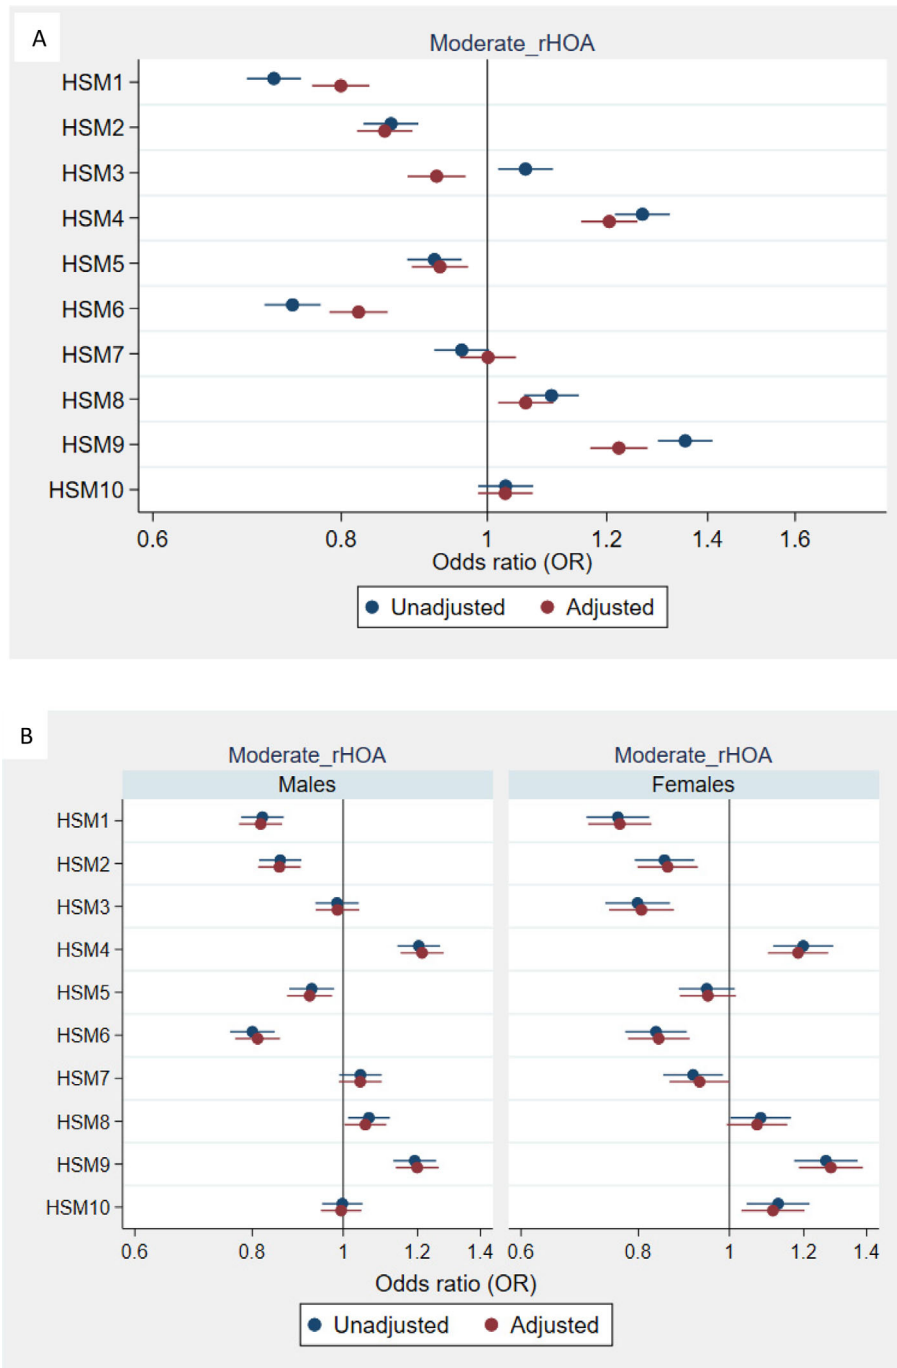 A
Moderate_rHOA
HSM1
HSM2
HSM3
HSM4
HSM5
HSM6
HSM7
HSM8
HSM9
HSM10
0.6 0.8 1 1.2 1.4 1.6
Odds ratio (OR)
Unadjusted Adjusted
B
Moderate_rHOA Moderate_rHOA
Males Females
HSM1
HSM2
HSM3
HSM4
HSM5
HSM6
HSM7
HSM8
HSM9
HSM10
0.6 0.8 1 1.2 1.4 0.6 0.8 1 1.2 1.4
Odds ratio (OR)
Unadjusted Adjusted